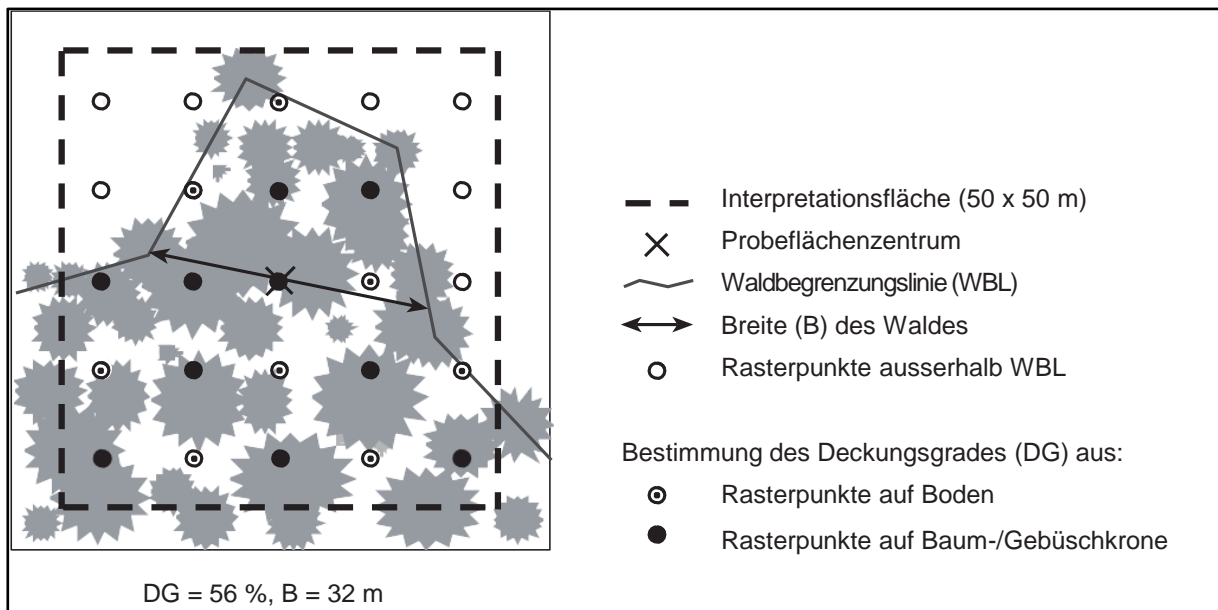 Interpretationsfläche (50 x 50 m)
Probeflächenzentrum
Waldbegrenzungslinie (WBL)
Breite (B) des Waldes
Rasterpunkte ausserhalb WBL
Bestimmung des Deckungsgrades (DG) aus:
Rasterpunkte auf Boden
Rasterpunkte auf Baum-/Gebüschkrone
DG = 56 %, B = 32 m